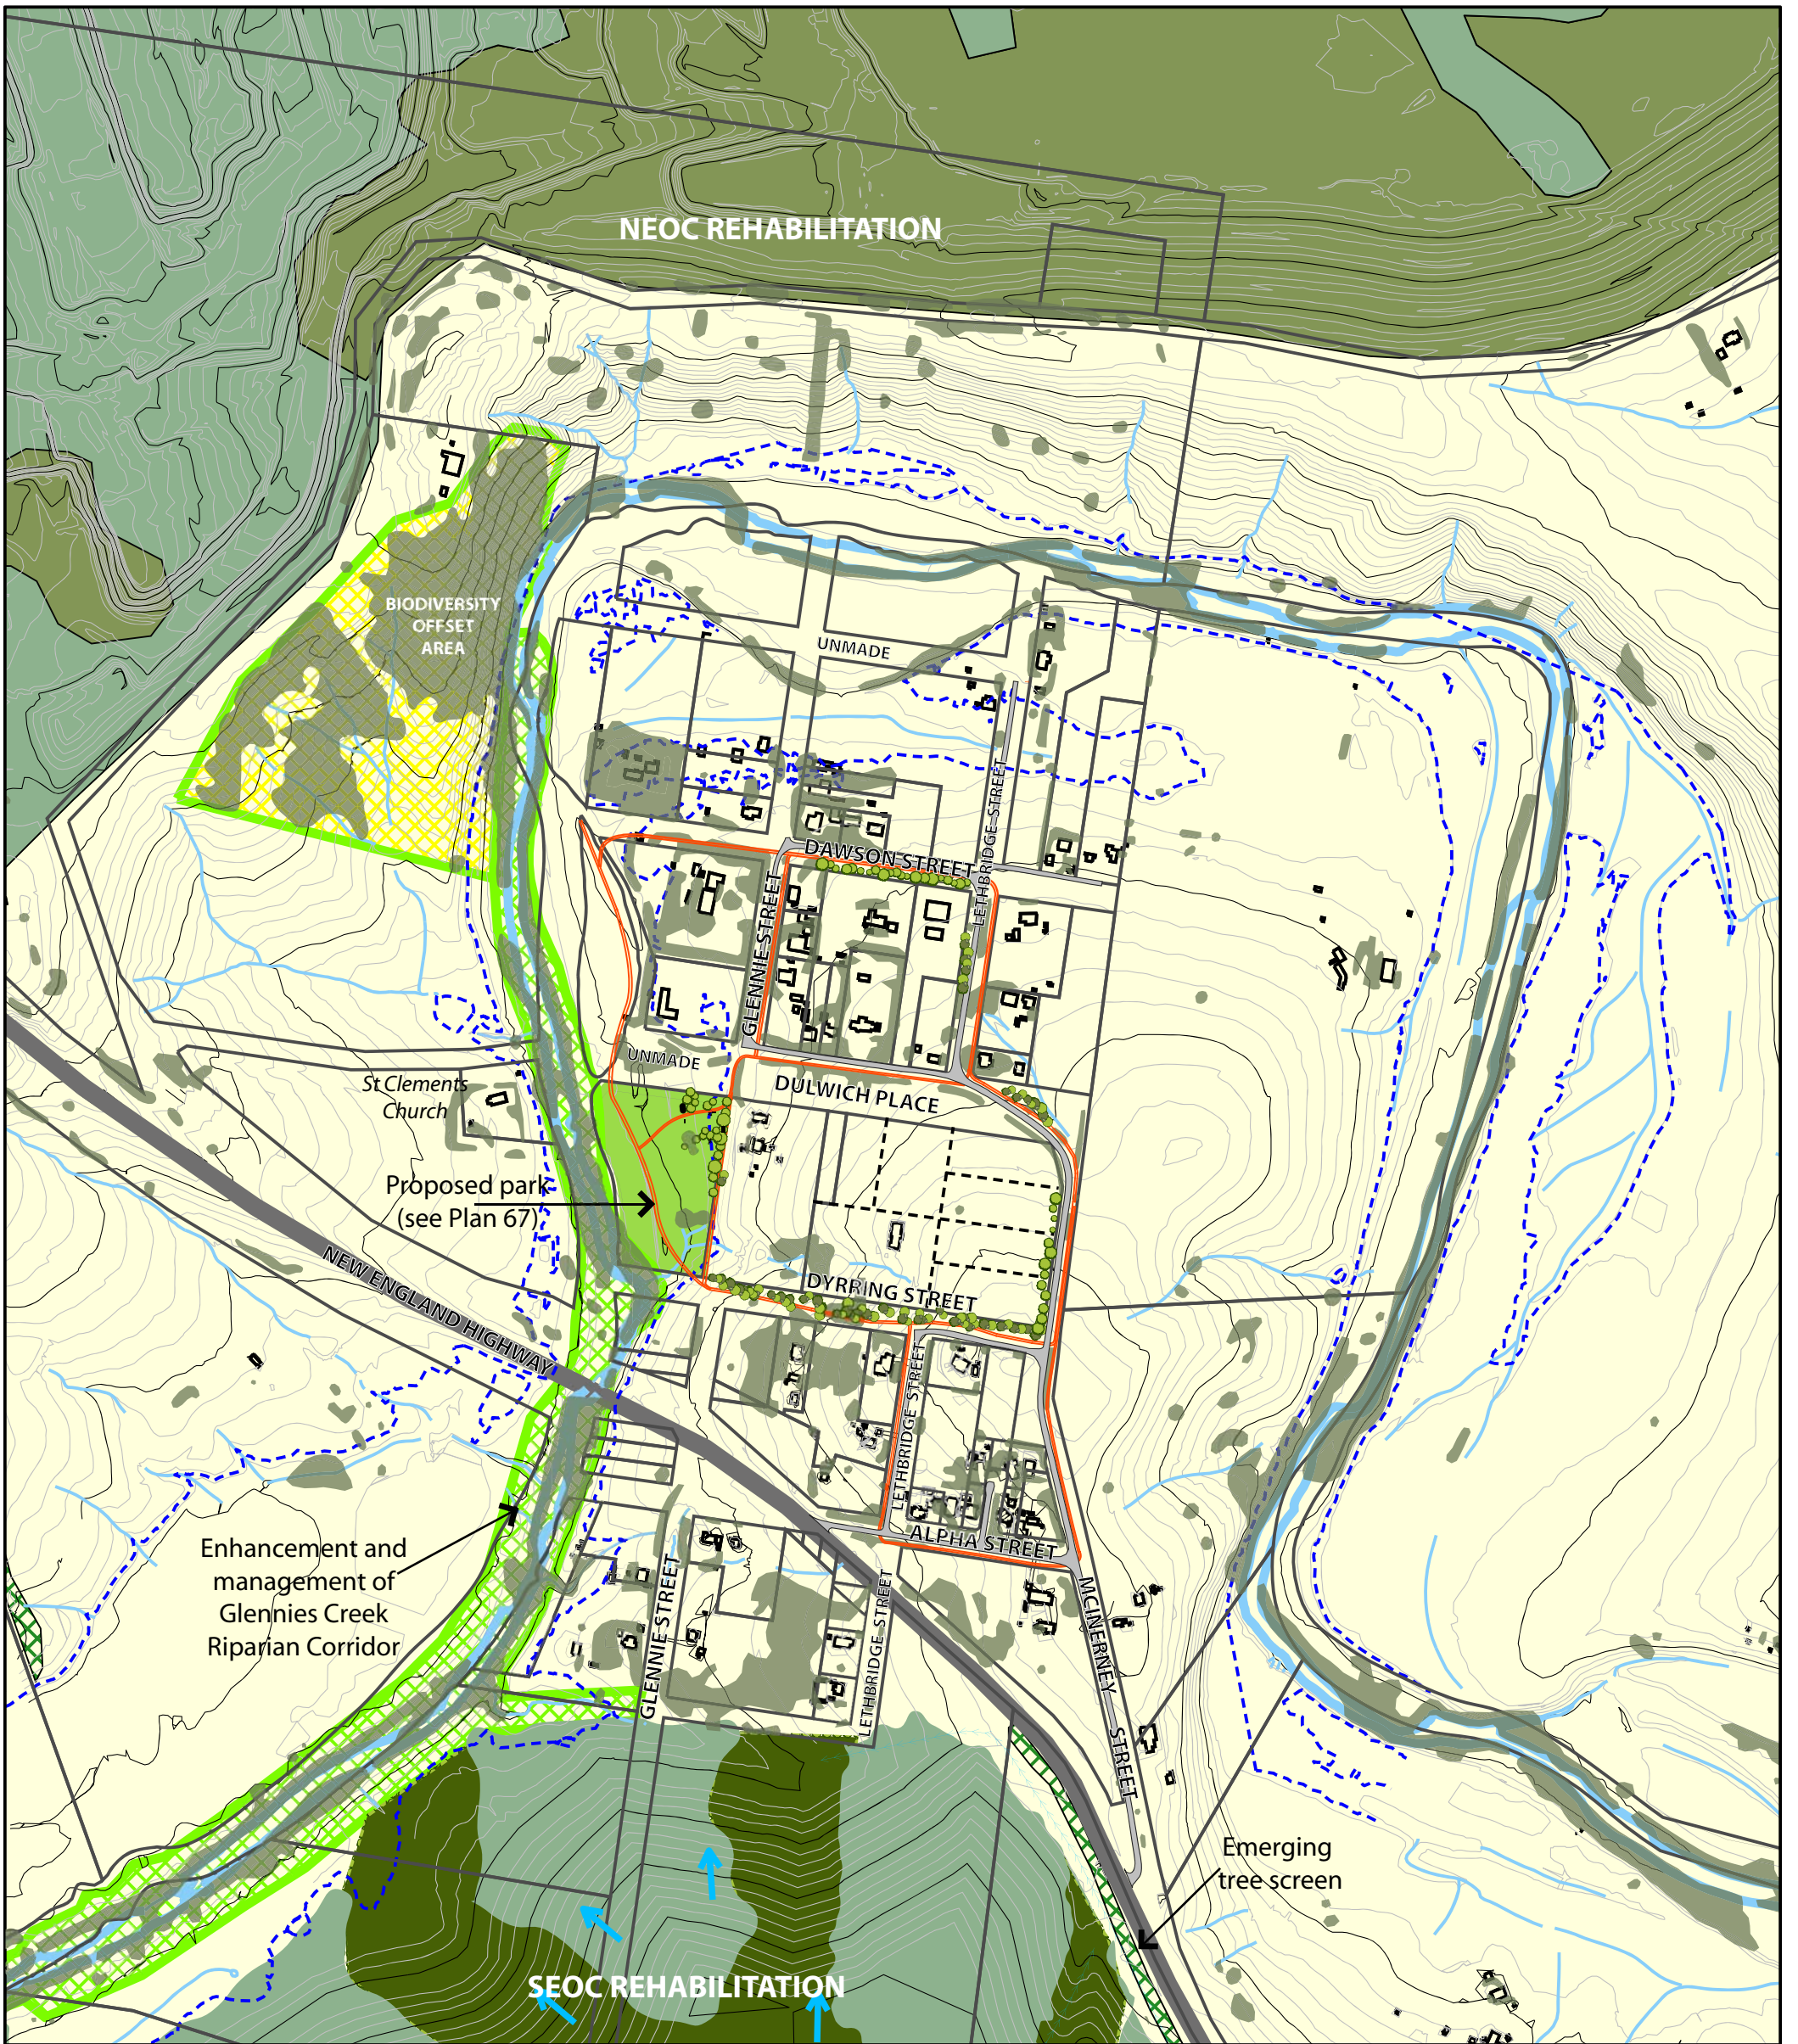 NEOC REHABILITATION
BIODIVERSITY
OFFSET
AREA
UNMADE
LETHBRIDGE STREET
DAWSON STREET
GLENNIE STREET
UNMADE
St Clements
Church
DULWICH PLACE
Proposed park
(see Plan 67)
NEW ENGLAND HIGHWAY
DYRRING STREET
LETHBRIDGE STREET
ALPHA STREET
Enhancement and
management of
Glennies Creek
Riparian Corridor
GLENNIE STREET
LETHBRIDGE STREET
MCINERNEY STREET
Emerging
tree screen
SEOC REHABILITATION